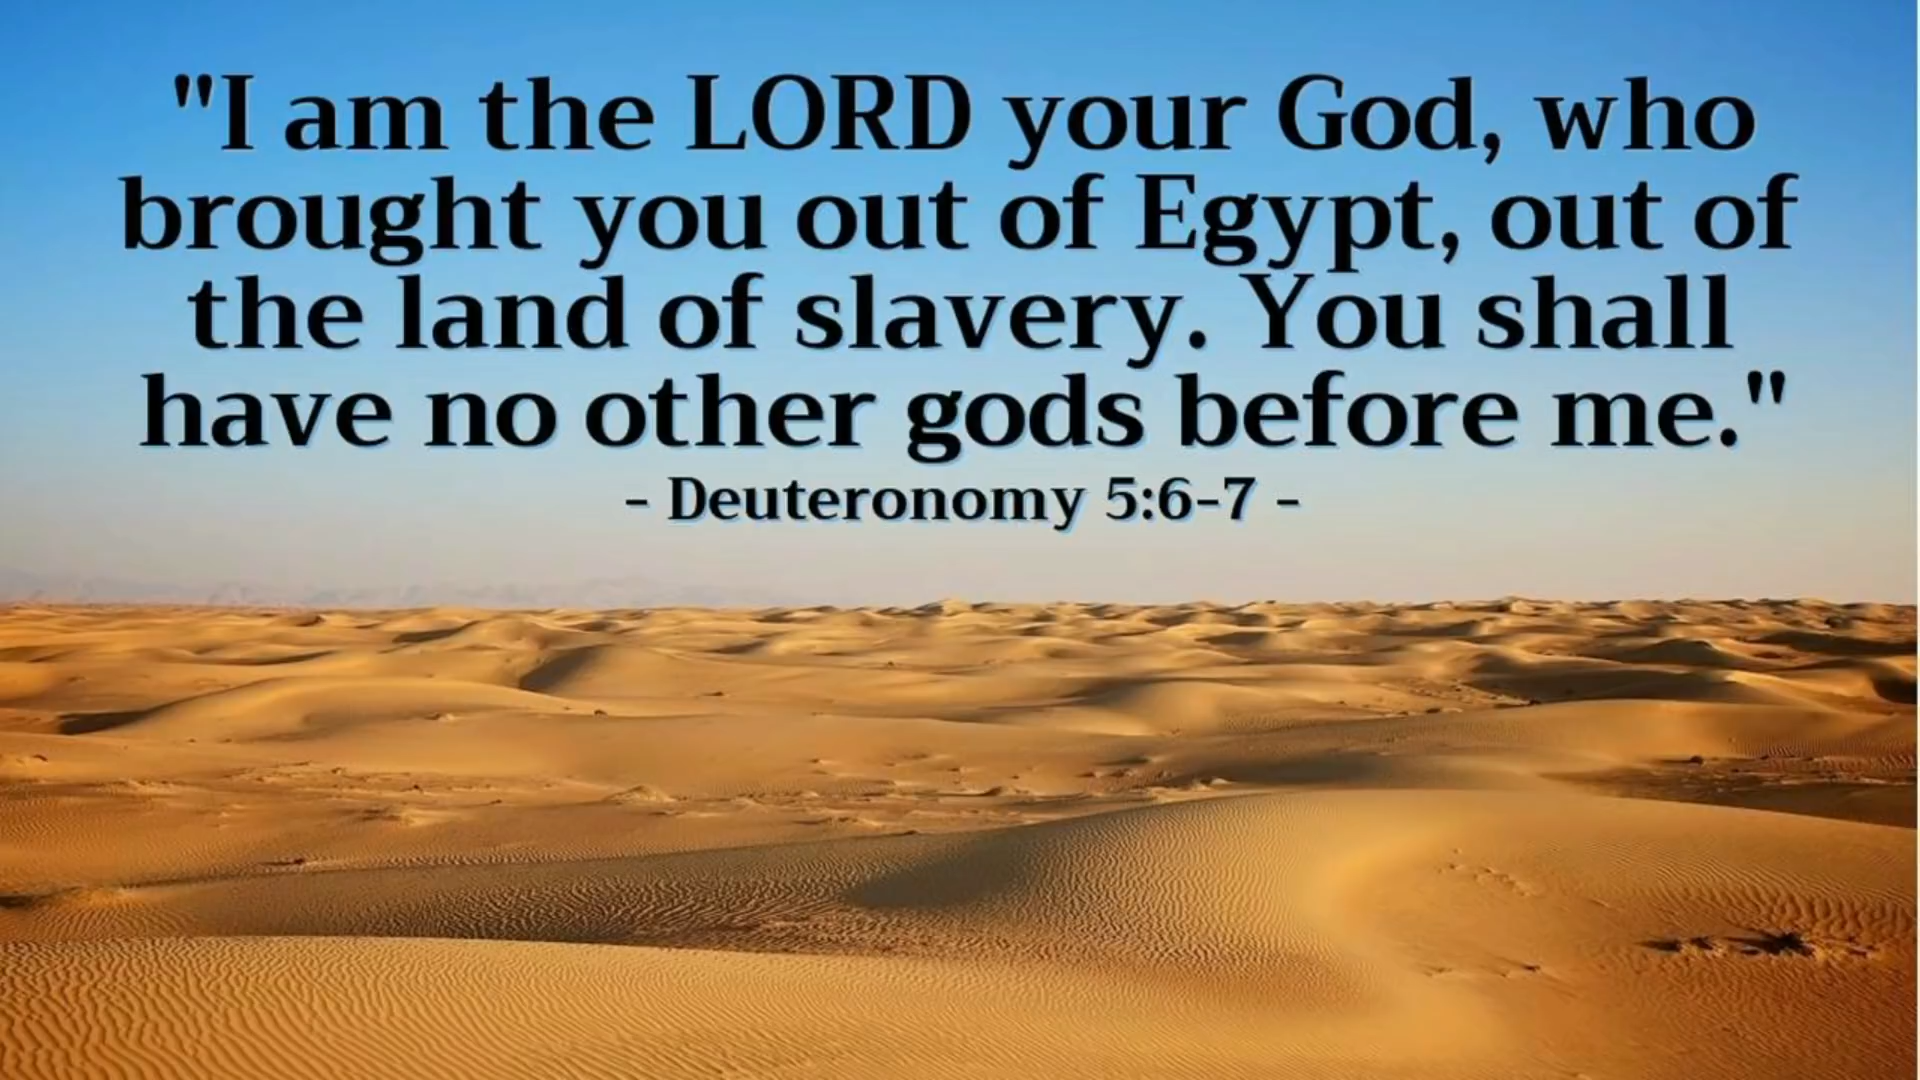 "I am the LORD your God, who
brought you out of Egypt, out of
the land of slavery. You shall
have no other gods before me."
- Deuteronomy 5:6-7 -